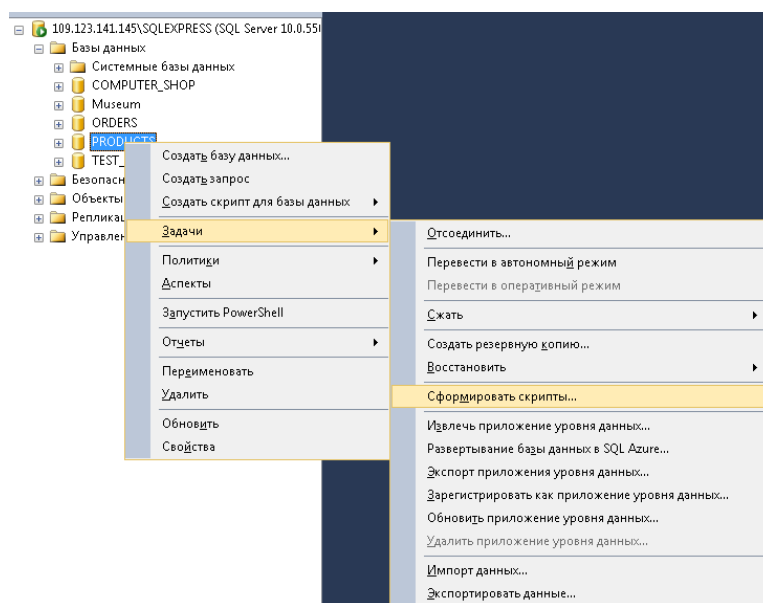 109.123.141.145\SQLEXPRESS (SQL Server 10.0.55
Базы данных
Системные базы данных
COMPUTER_SHOP
Museum
ORDERS
PRODUCTS
TEST_
Безопасн
Объекты
Репликац
Управлен
Создать базу данных...
Создать запрос
Создать скрипт для базы данных
Задачи
Политики
Аспекты
Запустить PowerShell
Отчеты
Переименовать
Удалить
Обновить
Свойства
Отсоединить...
Перевести в автономный режим
Перевести в оперативный режим
Сжать
Создать резервную копию...
Восстановить
Сформировать скрипты...
Извлечь приложение уровня данных...
Развертывание базы данных в SQL Azure...
Экспорт приложения уровня данных...
Зарегистрировать как приложение уровня данных...
Обновить приложение уровня данных...
Удалить приложение уровня данных...
Импорт данных...
Экспортировать данные...